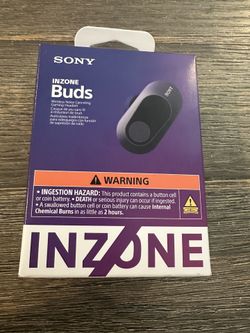 SONY
INZONE
Buds
Wireless Noise Canceling
Gaming Headset
WARNING
• INGESTION HAZARD: This product contains a button cell
or coin battery. • DEATH or serious injury can occur if ingested.
• A swallowed button cell or coin battery can cause Internal
Chemical Burns in as little as 2 hours.
INZONE